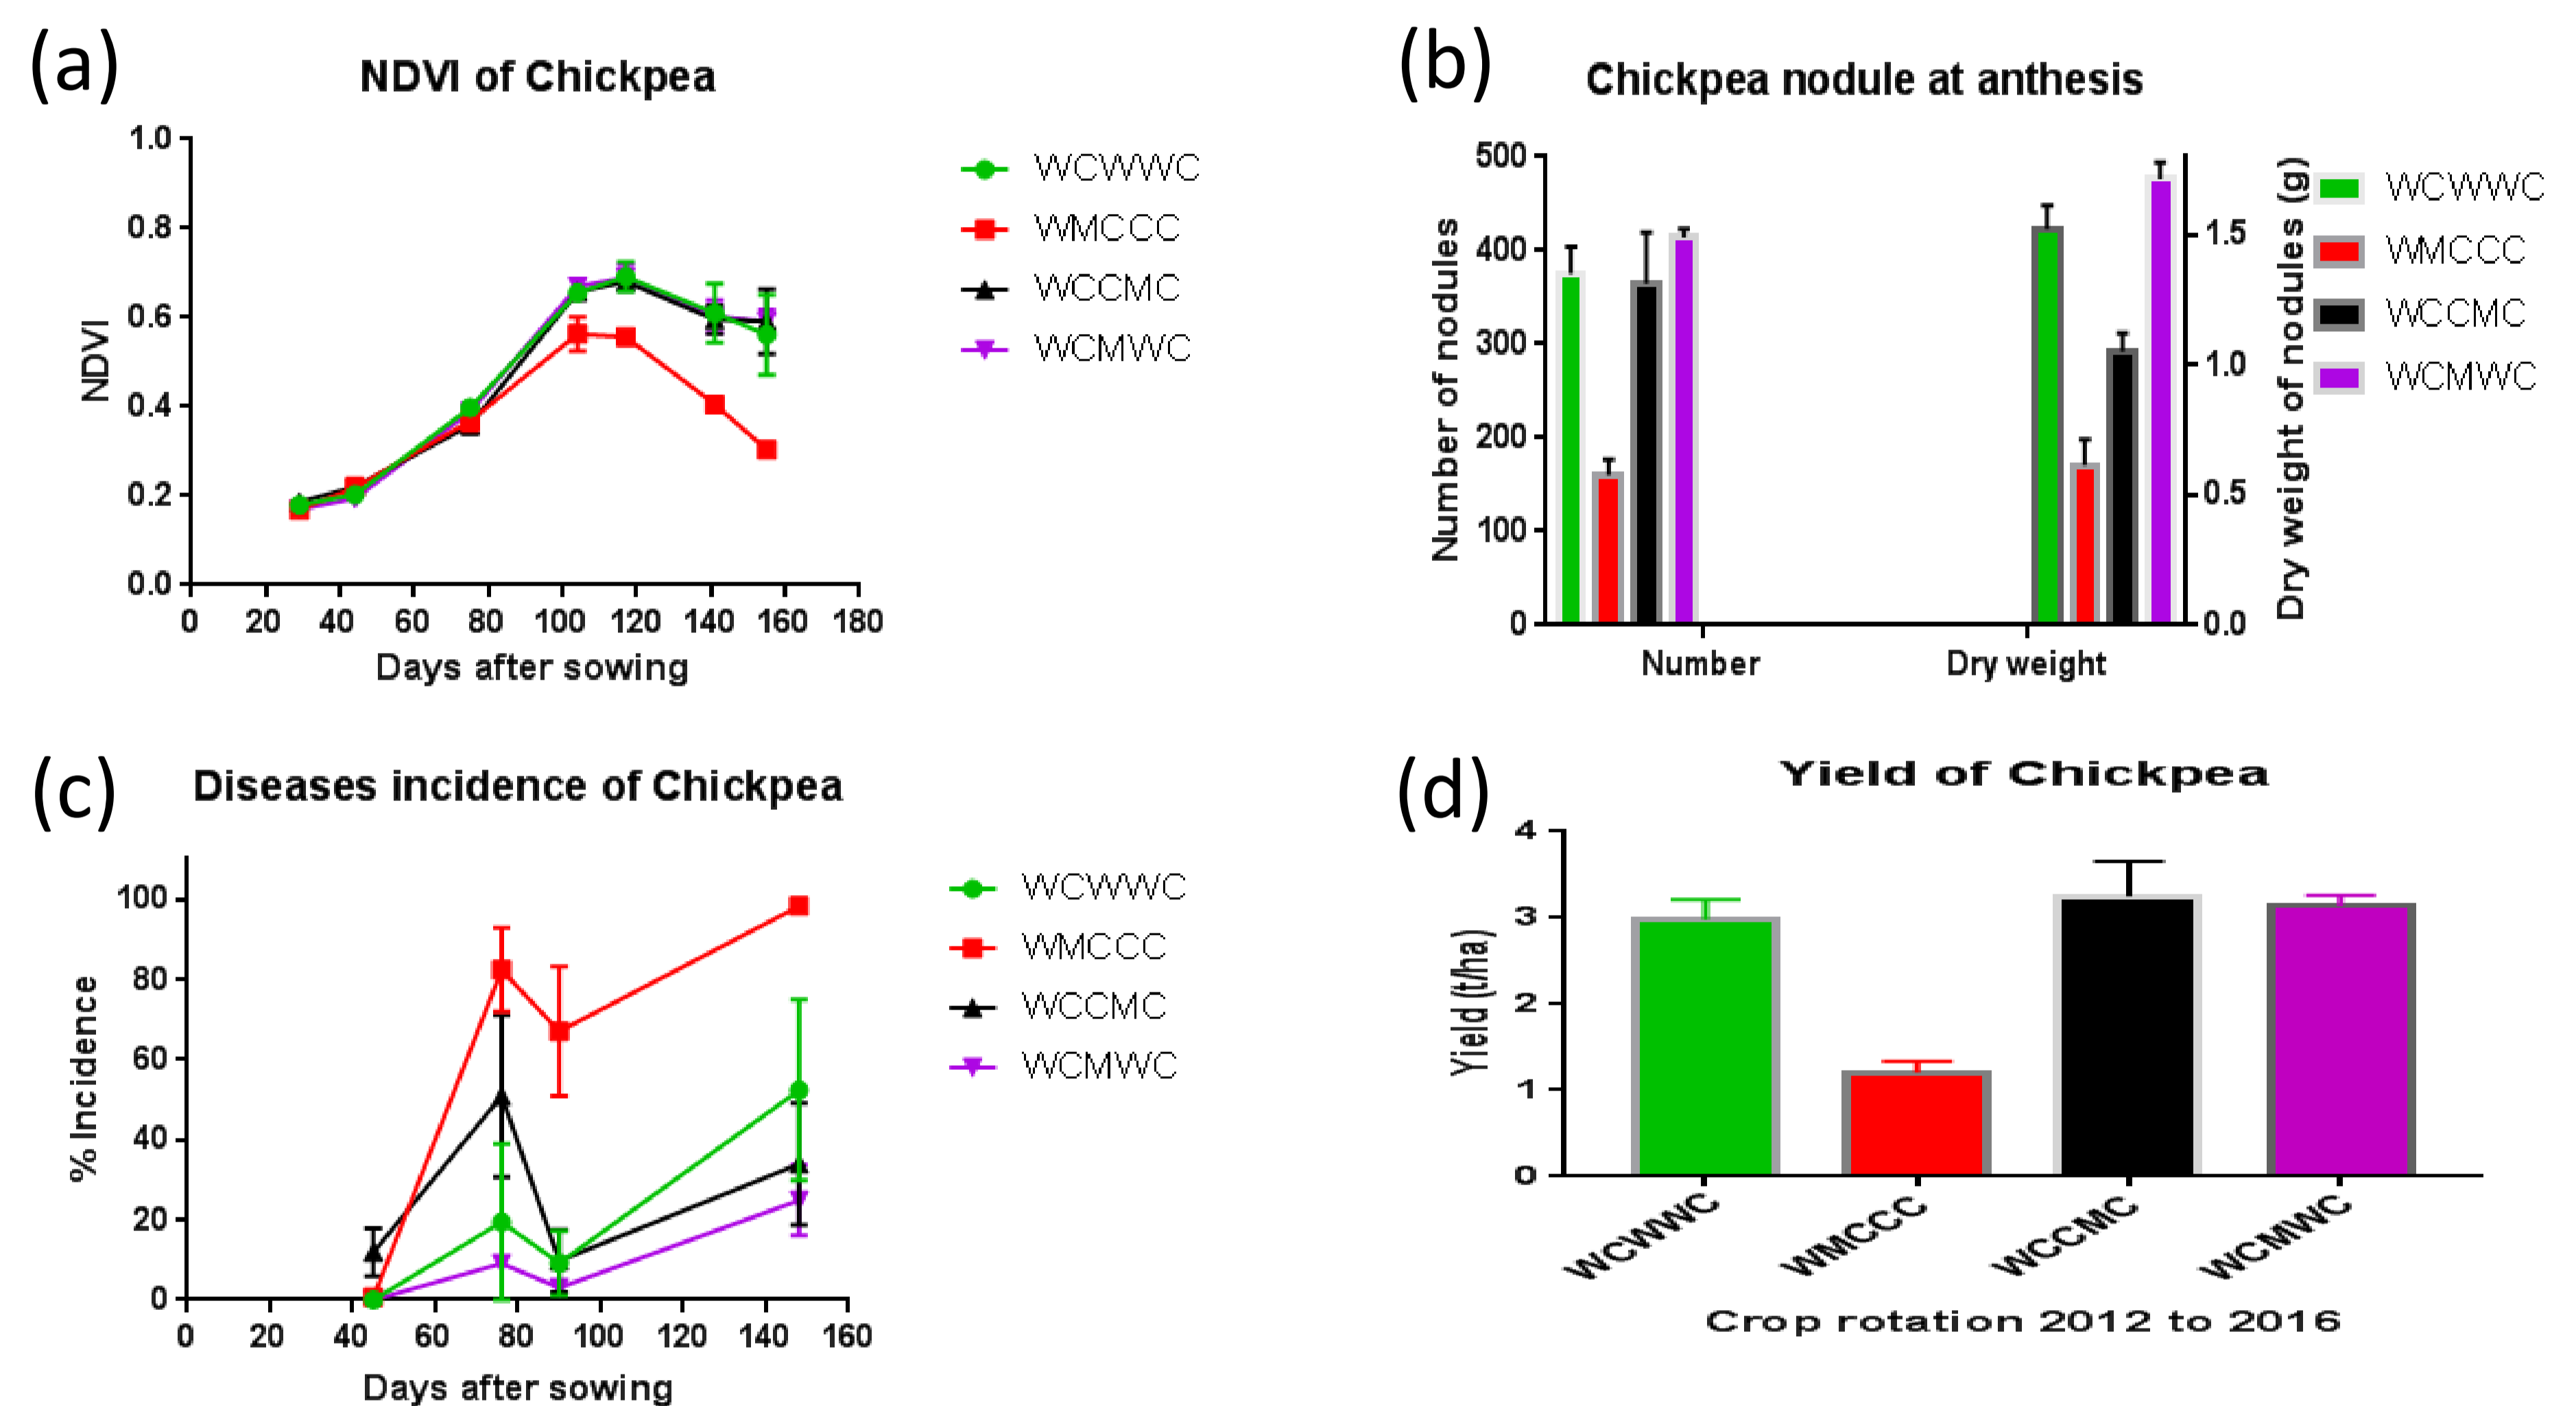 (a)
NDVI of Chickpea
1.0
0.8
0.6
0.4
0.2
0.0
NDVI
0 20 40 60 80 100 120 140 160 180
Days after sowing
WCWWC
WMCCC
WCCMC
WCMWC
(b)
Chickpea nodule at anthesis
500
400
300
200
100
0
Number of nodules
Number Dry weight
1.5
1.0
0.5
0.0
Dry weight of nodules (g)
WCWWC
WMCCC
WCCMC
WCMWC
(c)
Diseases incidence of Chickpea
100
80
60
40
20
0
% Incidence
0 20 40 60 80 100 120 140 160
Days after sowing
WCWWC
WMCCC
WCCMC
WCMWC
(d)
Yield of Chickpea
4
3
2
1
0
Yield (t/ha)
WCWWC WMCCC WCCMC WCMWC
Crop rotation 2012 to 2016